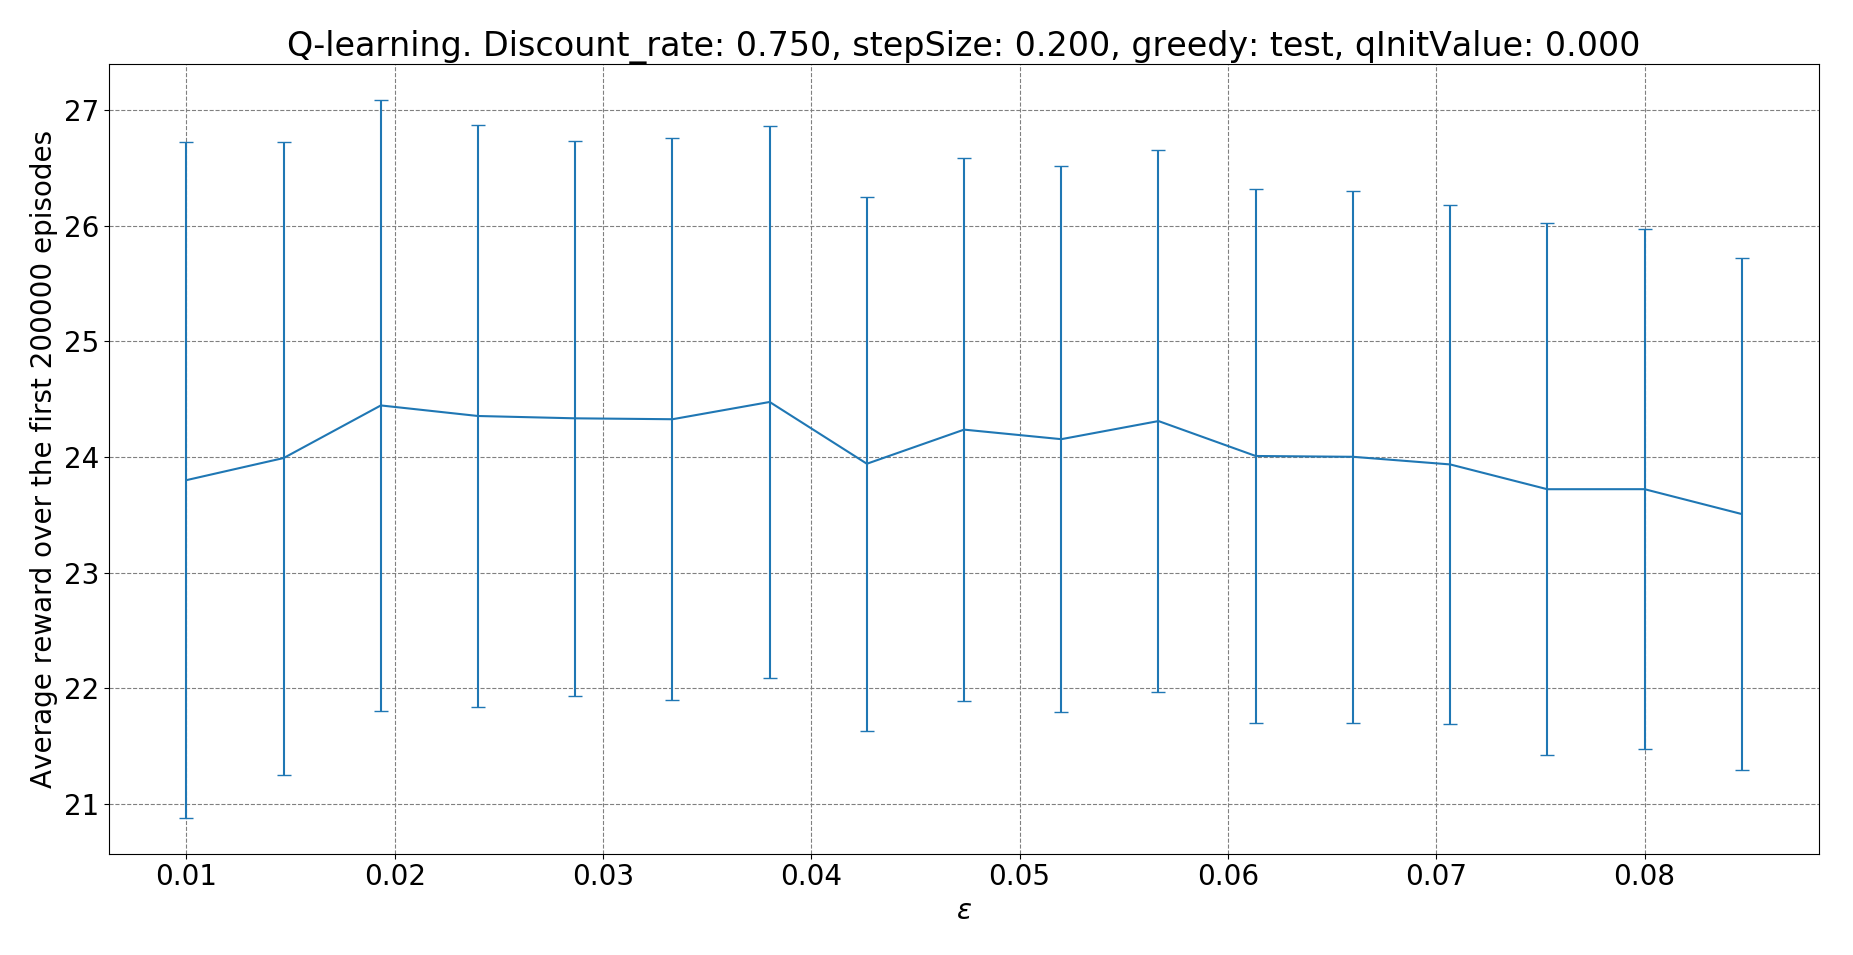 Q-learning. Discount_rate: 0.750, stepSize: 0.200, greedy: test, qInitValue: 0.000
Average reward over the first 200000 episodes
27
26
25
24
23
22
21
0.01 0.02 0.03 0.04 0.05 0.06 0.07 0.08
ε